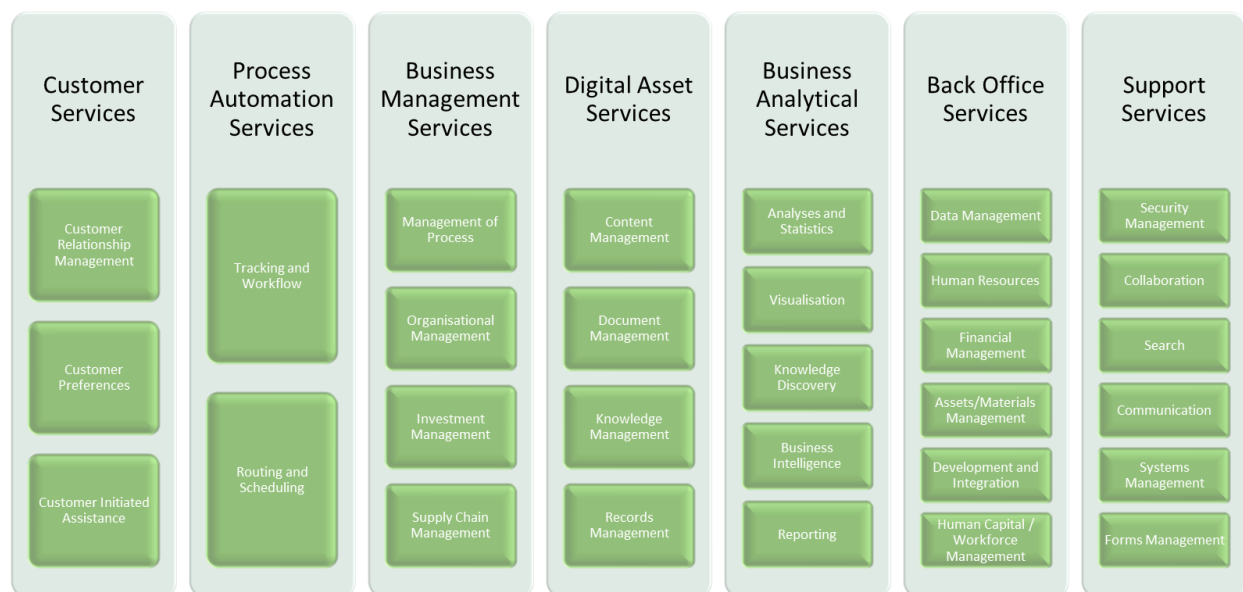 Customer
Services
Customer
Relationship
Management
Customer
Preferences
Customer Initiated
Assistance
Process
Automation
Services
Tracking and
Workflow
Routing and
Scheduling
Business
Management
Services
Management of
Process
Organisational
Management
Investment
Management
Supply Chain
Management
Digital Asset
Services
Content
Management
Document
Management
Knowledge
Management
Records
Management
Business
Analytical
Services
Analyses and
Statistics
Visualisation
Knowledge
Discovery
Business
Intelligence
Reporting
Back Office
Services
Data Management
Human Resources
Financial
Management
Assets/Materials
Management
Development and
Integration
Human Capital /
Workforce
Management
Support
Services
Security
Management
Collaboration
Search
Communication
Systems
Management
Forms Management